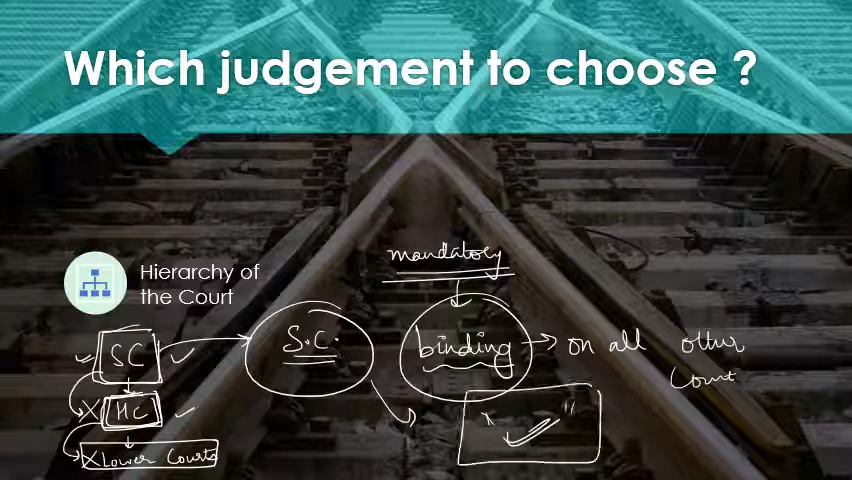 Which judgement to choose ?
mandatory
Hierarchy of
the Court
SC
S.C.
binding
on all other
Court
HC
Lower Courts